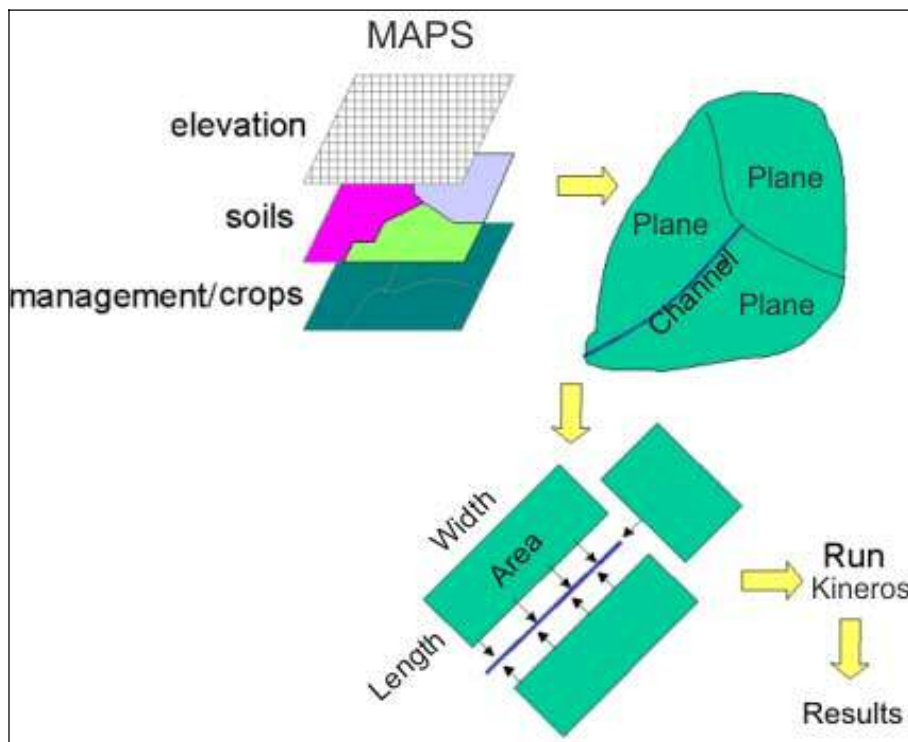 MAPS
elevation
soils
management/crops
Plane
Plane
Channel
Plane
Width
Area
Length
Run
Kineros
Results